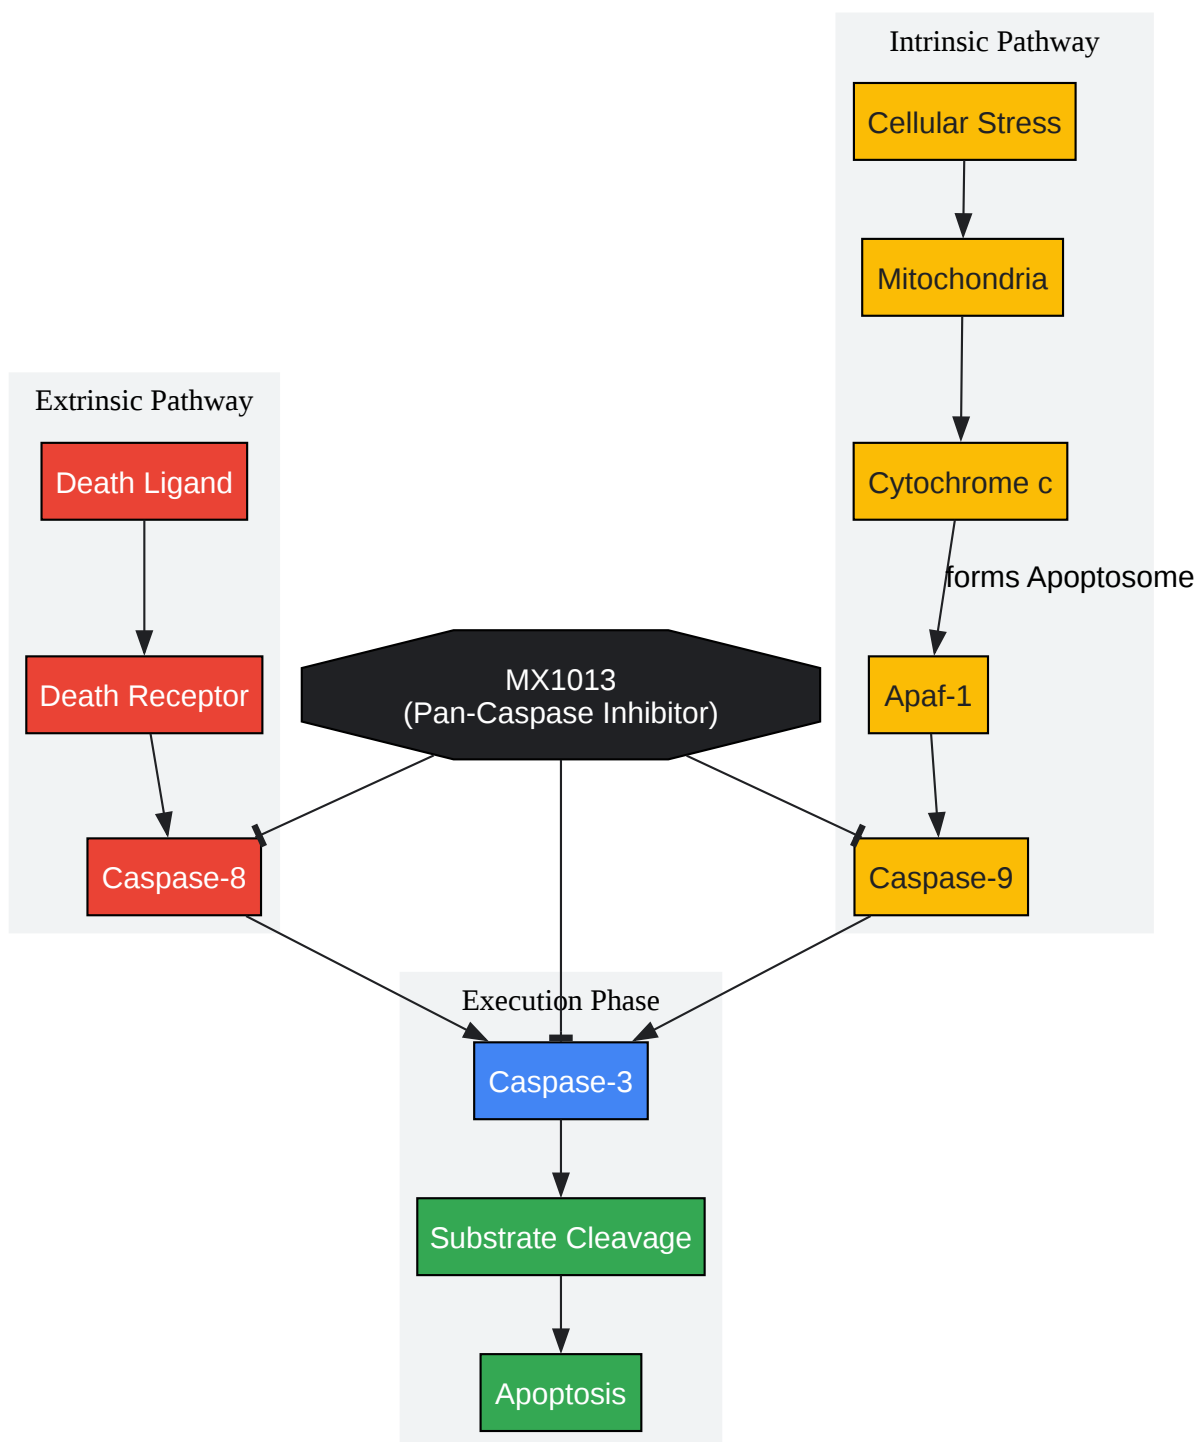 Intrinsic Pathway
Cellular Stress
Mitochondria
Extrinsic Pathway
Death Ligand
Cytochrome c
forms Apoptosome
Death Receptor
MX1013
(Pan-Caspase Inhibitor)
Apaf-1
Caspase-8
Caspase-9
Execution Phase
Caspase-3
Substrate Cleavage
Apoptosis